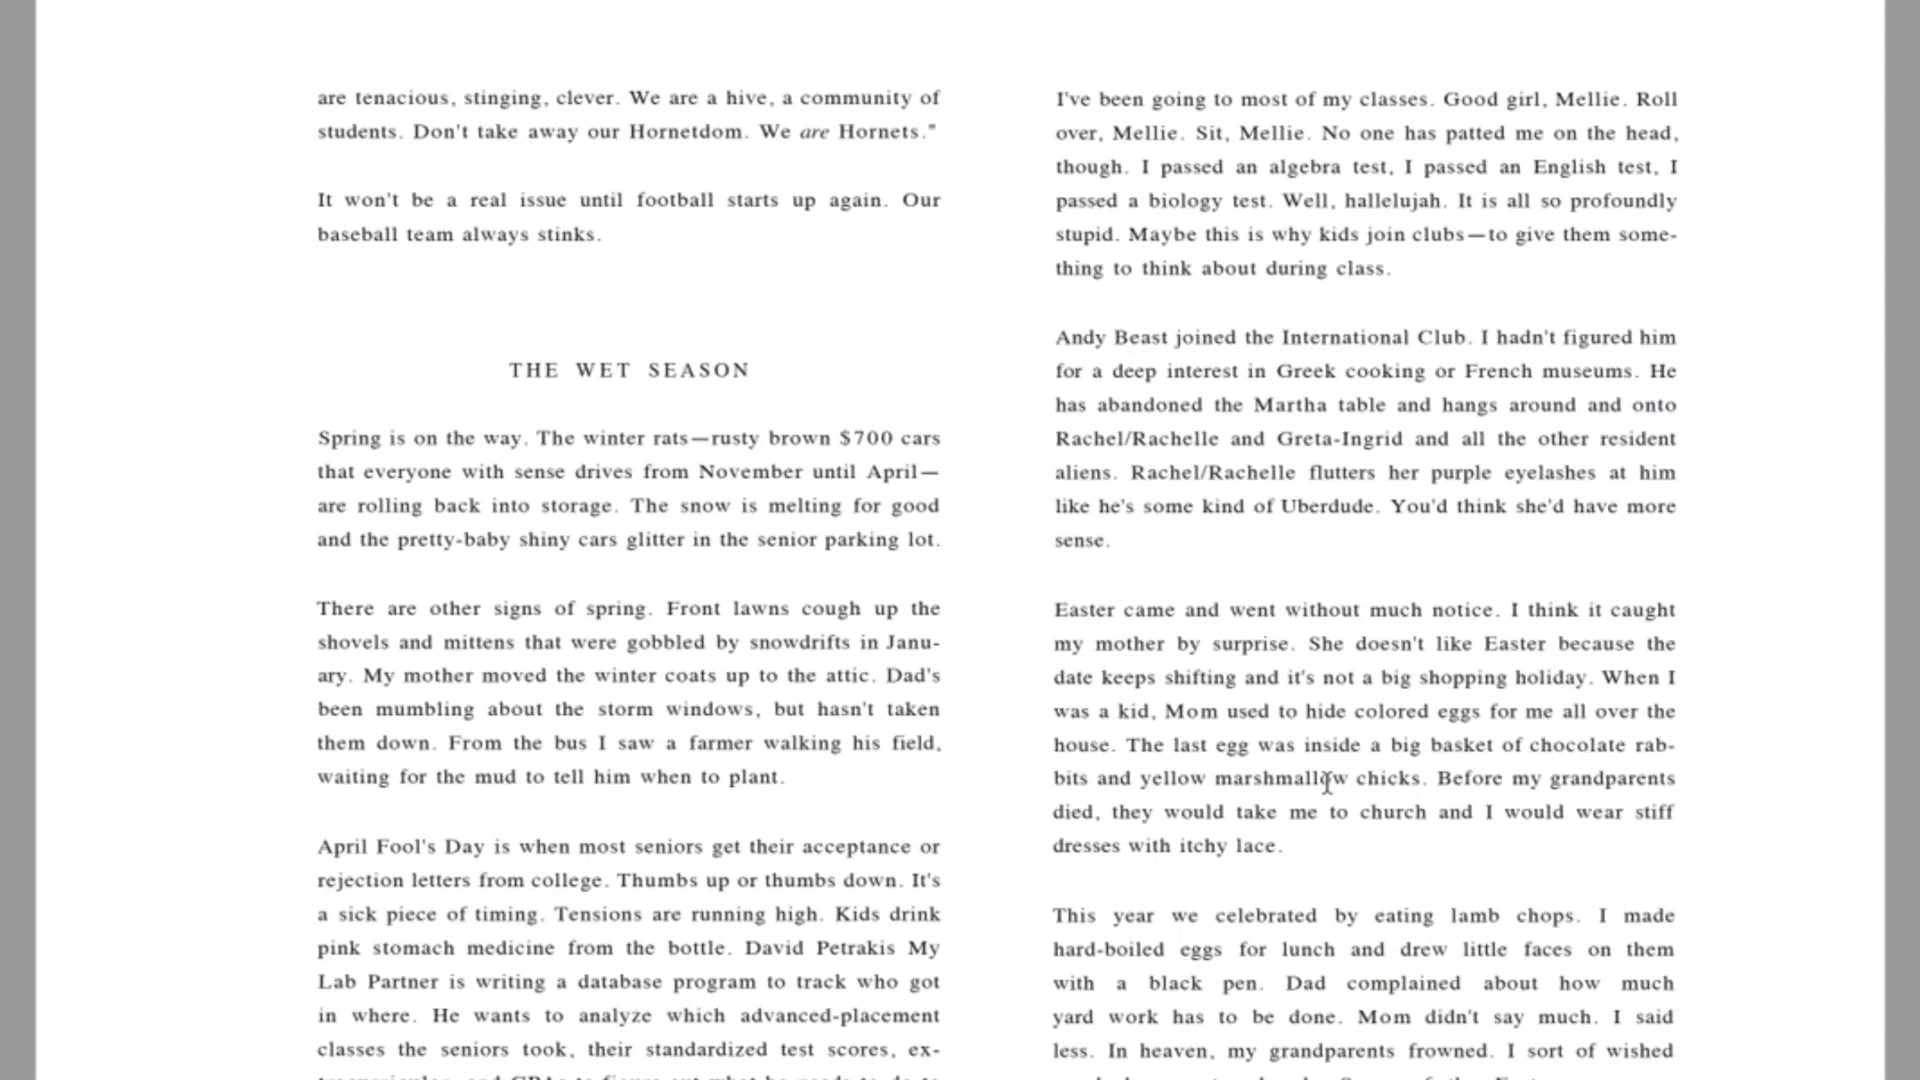 are tenacious, stinging, clever. We are a hive, a community of
students. Don't take away our Hornetdom. We are Hornets."
It won't be a real issue until football starts up again. Our
baseball team always stinks.
THE WET SEASON
Spring is on the way. The winter rats—rusty brown $700 cars
that everyone with sense drives from November until April—
are rolling back into storage. The snow is melting for good
and the pretty-baby shiny cars glitter in the senior parking lot.
There are other signs of spring. Front lawns cough up the
shovels and mittens that were gobbled by snowdrifts in Janu-
ary. My mother moved the winter coats up to the attic. Dad's
been mumbling about the storm windows, but hasn't taken
them down. From the bus I saw a farmer walking his field,
waiting for the mud to tell him when to plant.
April Fool's Day is when most seniors get their acceptance or
rejection letters from college. Thumbs up or thumbs down. It's
a sick piece of timing. Tensions are running high. Kids drink
pink stomach medicine from the bottle. David Petrakis My
Lab Partner is writing a database program to track who got
in where. He wants to analyze which advanced-placement
classes the seniors took, their standardized test scores, ex-
I've been going to most of my classes. Good girl, Mellie. Roll
over, Mellie. Sit, Mellie. No one has patted me on the head,
though. I passed an algebra test, I passed an English test, I
passed a biology test. Well, hallelujah. It is all so profoundly
stupid. Maybe this is why kids join clubs—to give them some-
thing to think about during class.
Andy Beast joined the International Club. I hadn't figured him
for a deep interest in Greek cooking or French museums. He
has abandoned the Martha table and hangs around and onto
Rachel/Rachelle and Greta-Ingrid and all the other resident
aliens. Rachel/Rachelle flutters her purple eyelashes at him
like he's some kind of Uberdude. You'd think she'd have more
sense.
Easter came and went without much notice. I think it caught
my mother by surprise. She doesn't like Easter because the
date keeps shifting and it's not a big shopping holiday. When I
was a kid, Mom used to hide colored eggs for me all over the
house. The last egg was inside a big basket of chocolate rab-
bits and yellow marshmallow chicks. Before my grandparents
died, they would take me to church and I would wear stiff
dresses with itchy lace.
This year we celebrated by eating lamb chops. I made
hard-boiled eggs for lunch and drew little faces on them
with a black pen. Dad complained about how much
yard work has to be done. Mom didn't say much. I said
less. In heaven, my grandparents frowned. I sort of wished